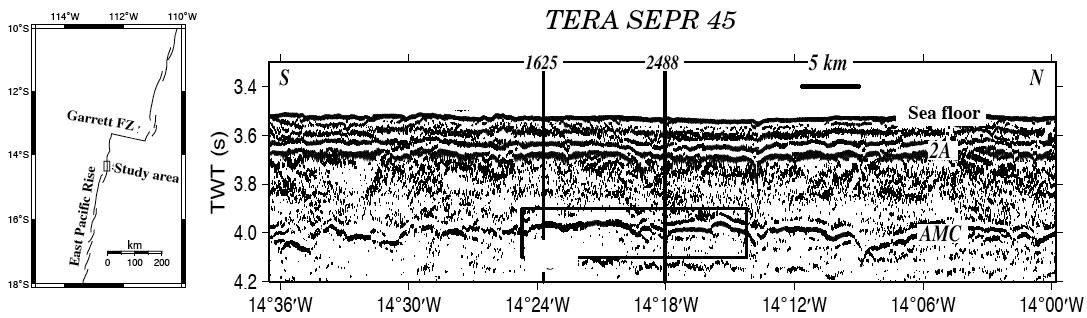 TERA SEPR 45
114°W 112°W 110°W
10°S
12°S
14°S
16°S
18°S
Garrett FZ
Study area
East Pacific Rise
km
0 100 200
1625 2488 5 km
S N
Sea floor
2A
AMC
TWT (s)
3.4
3.6
3.8
4.0
4.2
14°36′W 14°30′W 14°24′W 14°18′W 14°12′W 14°06′W 14°00′W